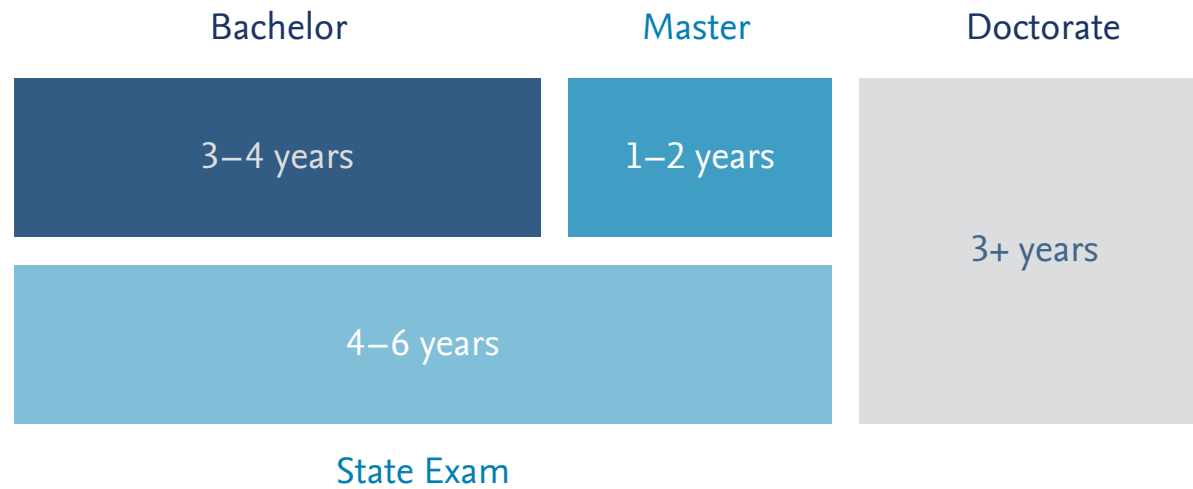 Bachelor
Master
Doctorate
3–4 years
1–2 years
3+ years
4–6 years
State Exam